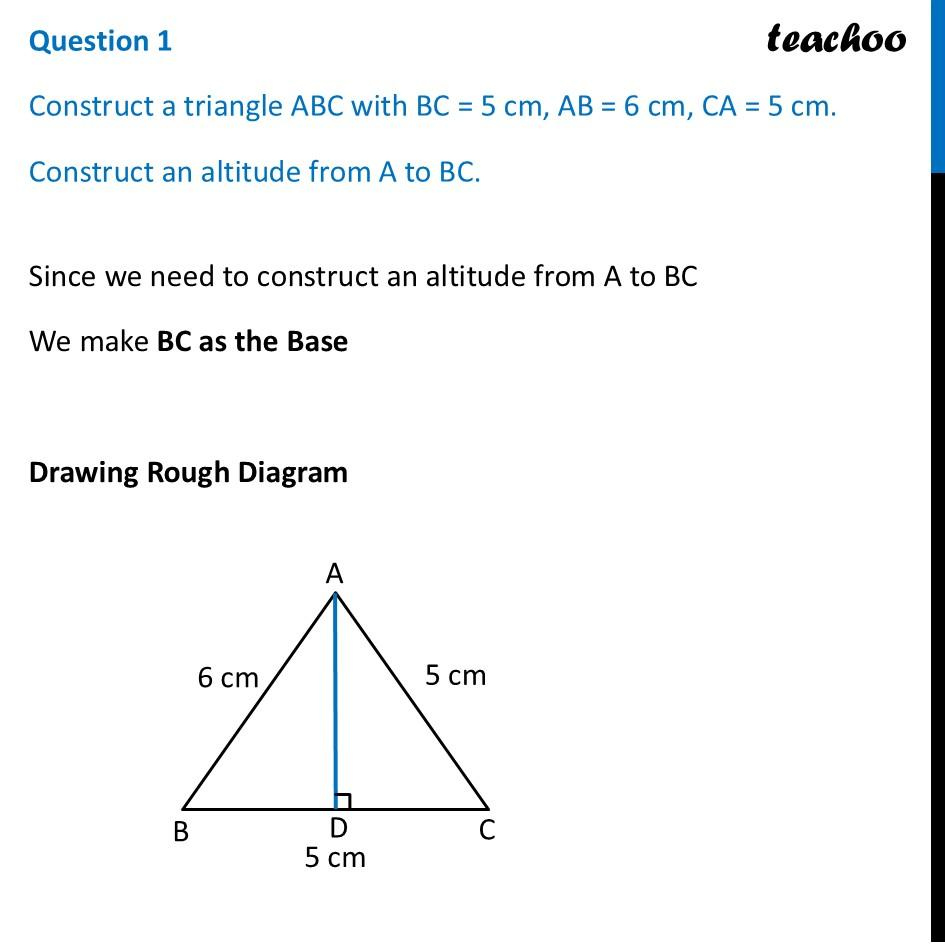 Question 1
teachoo
Construct a triangle ABC with BC = 5 cm, AB = 6 cm, CA = 5 cm.
Construct an altitude from A to BC.
Since we need to construct an altitude from A to BC
We make BC as the Base
Drawing Rough Diagram
A
6 cm
5 cm
B
D
C
5 cm